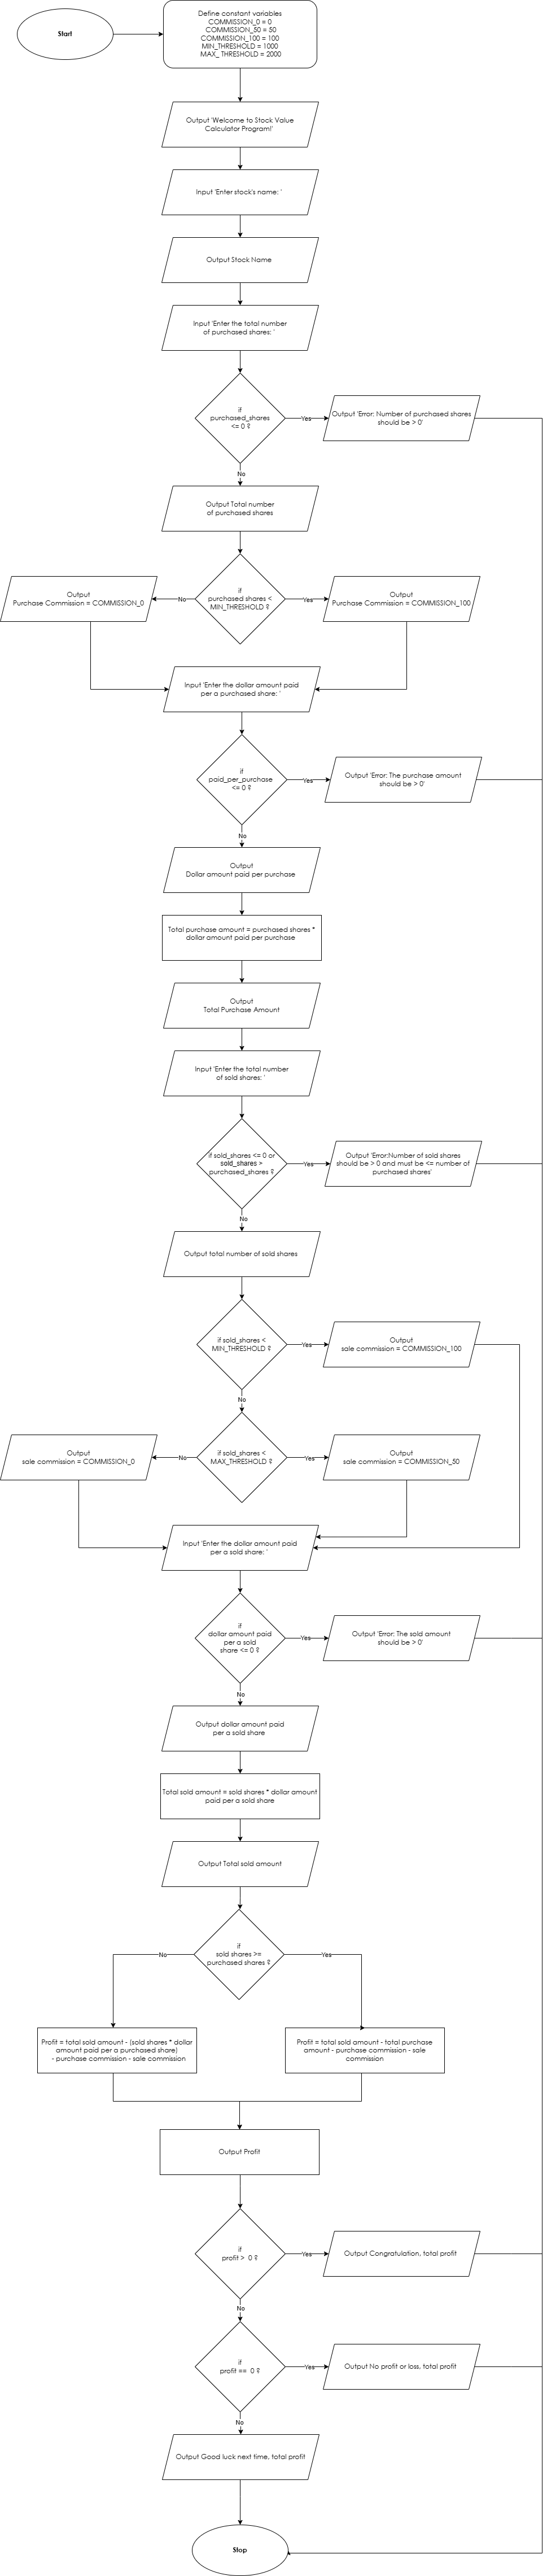 Start
Define constant variables
COMMISSION_0 = 0
COMMISSION_50 = 50
COMMISSION_100 = 100
MIN_THRESHOLD = 1000
MAX_ THRESHOLD = 2000
Output 'Welcome to Stock Value
Calculator Program!'
Input 'Enter stock's name: '
Output Stock Name
Input 'Enter the total number
of purchased shares: '
if
purchased_shares
<= 0 ?
Yes
Output 'Error: Number of purchased shares
should be > 0'
No
Output Total number
of purchased shares
if
purchased shares <
MIN_THRESHOLD ?
No
Output
Purchase Commission = COMMISSION_0
Yes
Output
Purchase Commission = COMMISSION_100
Input 'Enter the dollar amount paid
per a purchased share: '
if
paid_per_purchase
<= 0 ?
Yes
Output 'Error: The purchase amount
should be > 0'
No
Output
Dollar amount paid per purchase
Total purchase amount = purchased shares *
dollar amount paid per purchase
Output
Total Purchase Amount
Input 'Enter the total number
of sold shares: '
if sold_shares <= 0 or
sold_shares >
purchased_shares ?
Yes
Output 'Error:Number of sold shares
should be > 0 and must be <= number of
purchased shares'
No
Output total number of sold shares
if sold_shares <
MIN_THRESHOLD ?
Yes
Output
sale commission = COMMISSION_100
No
if sold_shares <
MAX_THRESHOLD ?
No
Output
sale commission = COMMISSION_0
Yes
Output
sale commission = COMMISSION_50
Input 'Enter the dollar amount paid
per a sold share: '
if
dollar amount paid
per a sold
share <= 0 ?
Yes
Output 'Error: The sold amount
should be > 0'
No
Output dollar amount paid
per a sold share
Total sold amount = sold shares * dollar amount
paid per a sold share
Output Total sold amount
if
sold shares >=
purchased shares ?
No
Yes
Profit = total sold amount - (sold shares * dollar
amount paid per a purchased share)
- purchase commission - sale commission
Profit = total sold amount - total purchase
amount - purchase commission - sale
commission
Output Profit
if
profit > 0 ?
Yes
Output Congratulation, total profit
No
if
profit == 0 ?
Yes
Output No profit or loss, total profit
No
Output Good luck next time, total profit
Stop